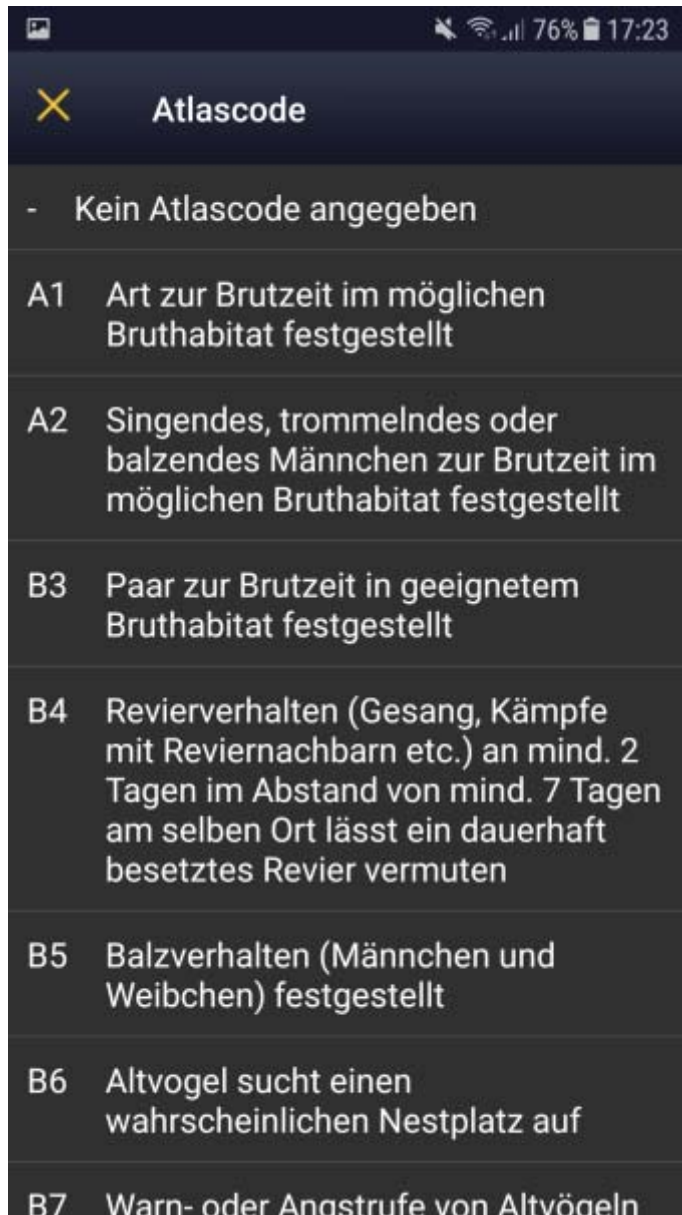 76% 17:23
Atlascode
- Kein Atlascode angegeben
A1 Art zur Brutzeit im möglichen
Bruthabitat festgestellt
A2 Singendes, trommelndes oder
balzendes Männchen zur Brutzeit im
möglichen Bruthabitat festgestellt
B3 Paar zur Brutzeit in geeignetem
Bruthabitat festgestellt
B4 Revierverhalten (Gesang, Kämpfe
mit Reviernachbarn etc.) an mind. 2
Tagen im Abstand von mind. 7 Tagen
am selben Ort lässt ein dauerhaft
besetztes Revier vermuten
B5 Balzverhalten (Männchen und
Weibchen) festgestellt
B6 Altvogel sucht einen
wahrscheinlichen Nestplatz auf
B7 Warn- oder Angstrufe von Altvögeln